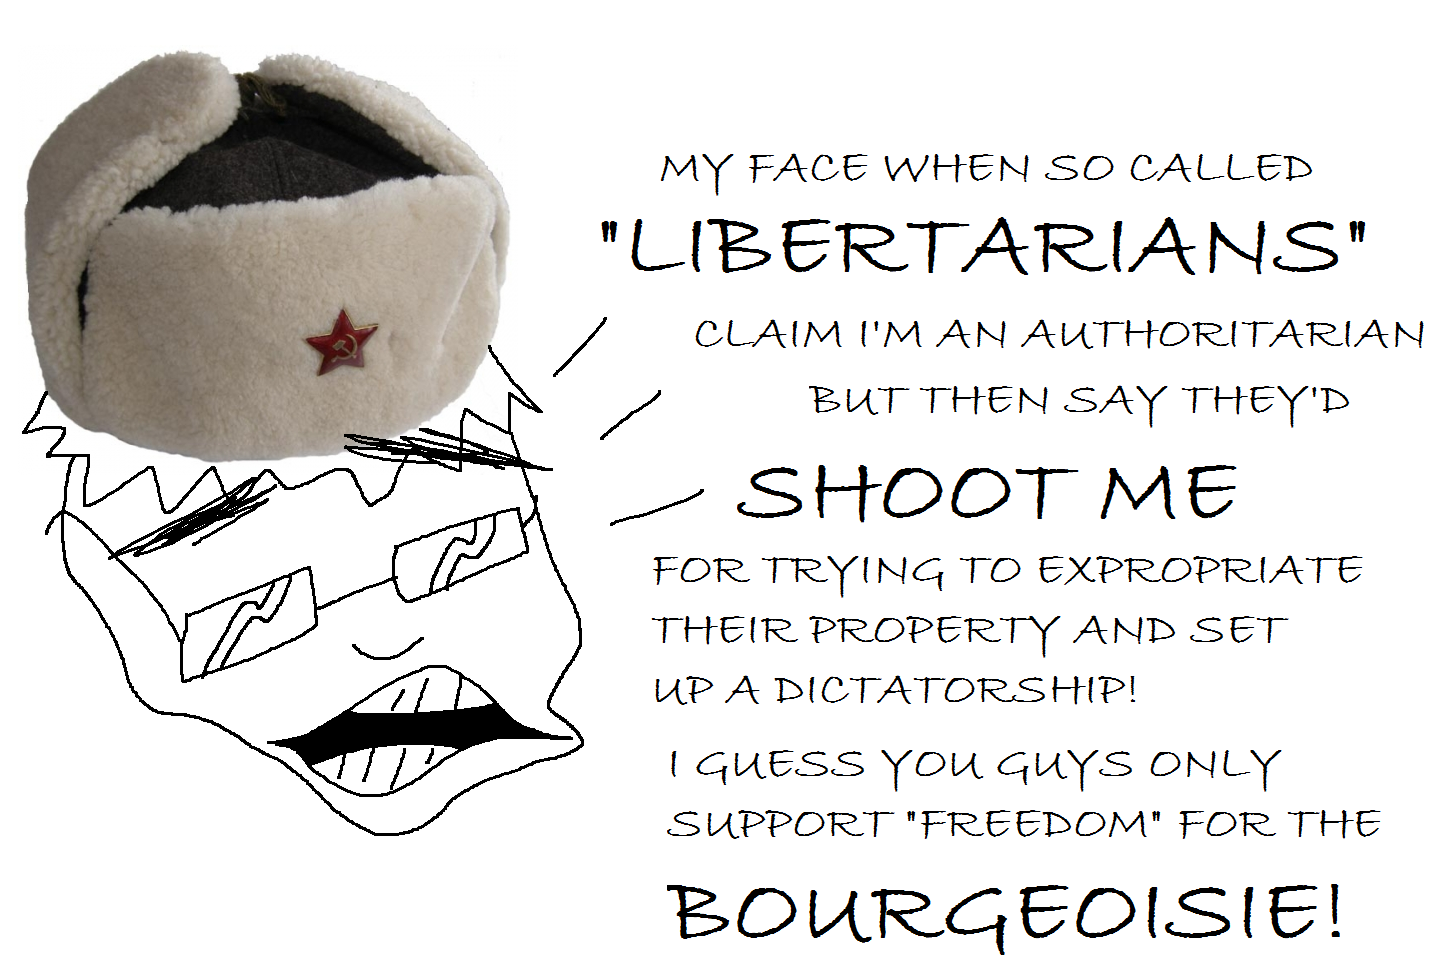 MY FACE WHEN SO CALLED
"LIBERTARIANS"
CLAIM I'M AN AUTHORITARIAN
BUT THEN SAY THEY'D
SHOOT ME
FOR TRYING TO EXPROPRIATE
THEIR PROPERTY AND SET
UP A DICTATORSHIP!
I GUESS YOU GUYS ONLY
SUPPORT "FREEDOM" FOR THE
BOURGEOISIE!